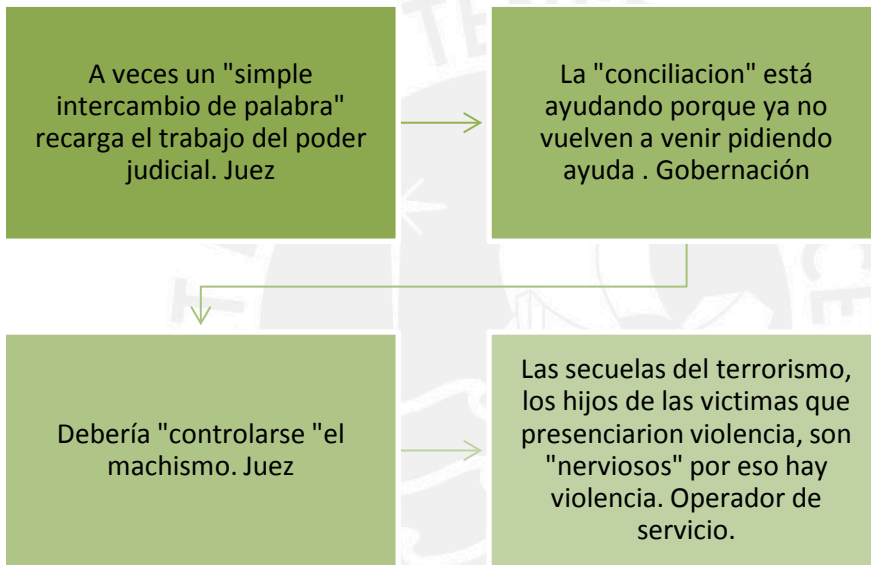 A veces un "simple
intercambio de palabra"
recarga el trabajo del poder
judicial. Juez
La "conciliacion" está
ayudando porque ya no
vuelven a venir pidiendo
ayuda . Gobernación
Debería "controlarse "el
machismo. Juez
Las secuelas del terrorismo,
los hijos de las victimas que
presenciarion violencia, son
"nerviosos" por eso hay
violencia. Operador de
servicio.